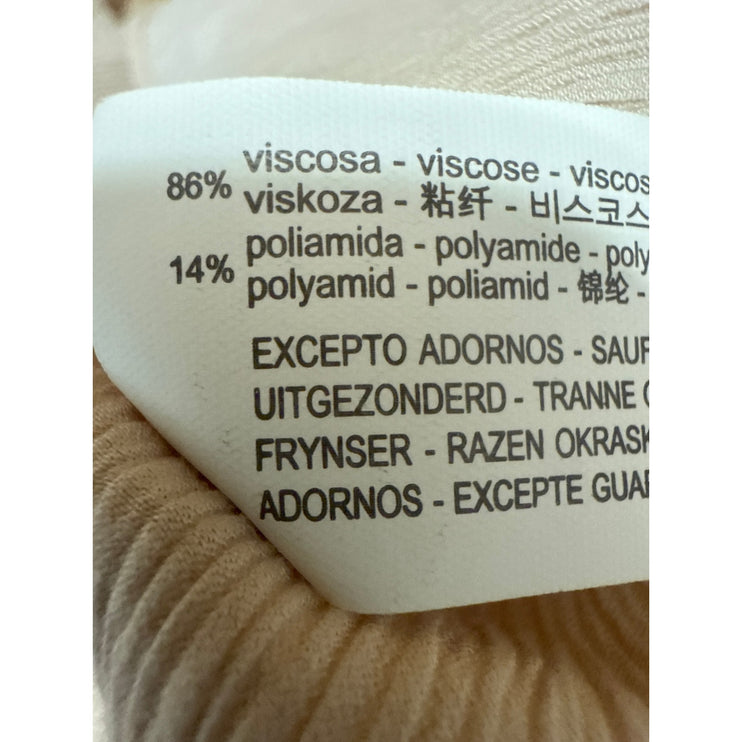 86% viscosa - viscose - viscos
viskoza - 粘纤 - 비스코스
14% poliamida - polyamide - poly
polyamid - poliamid - 锦纶 -
EXCEPTO ADORNOS - SAUF
UITGEZONDERD - TRANNE
FRYNSER - RAZEN OKRASK
ADORNOS - EXCEPTE GUAR